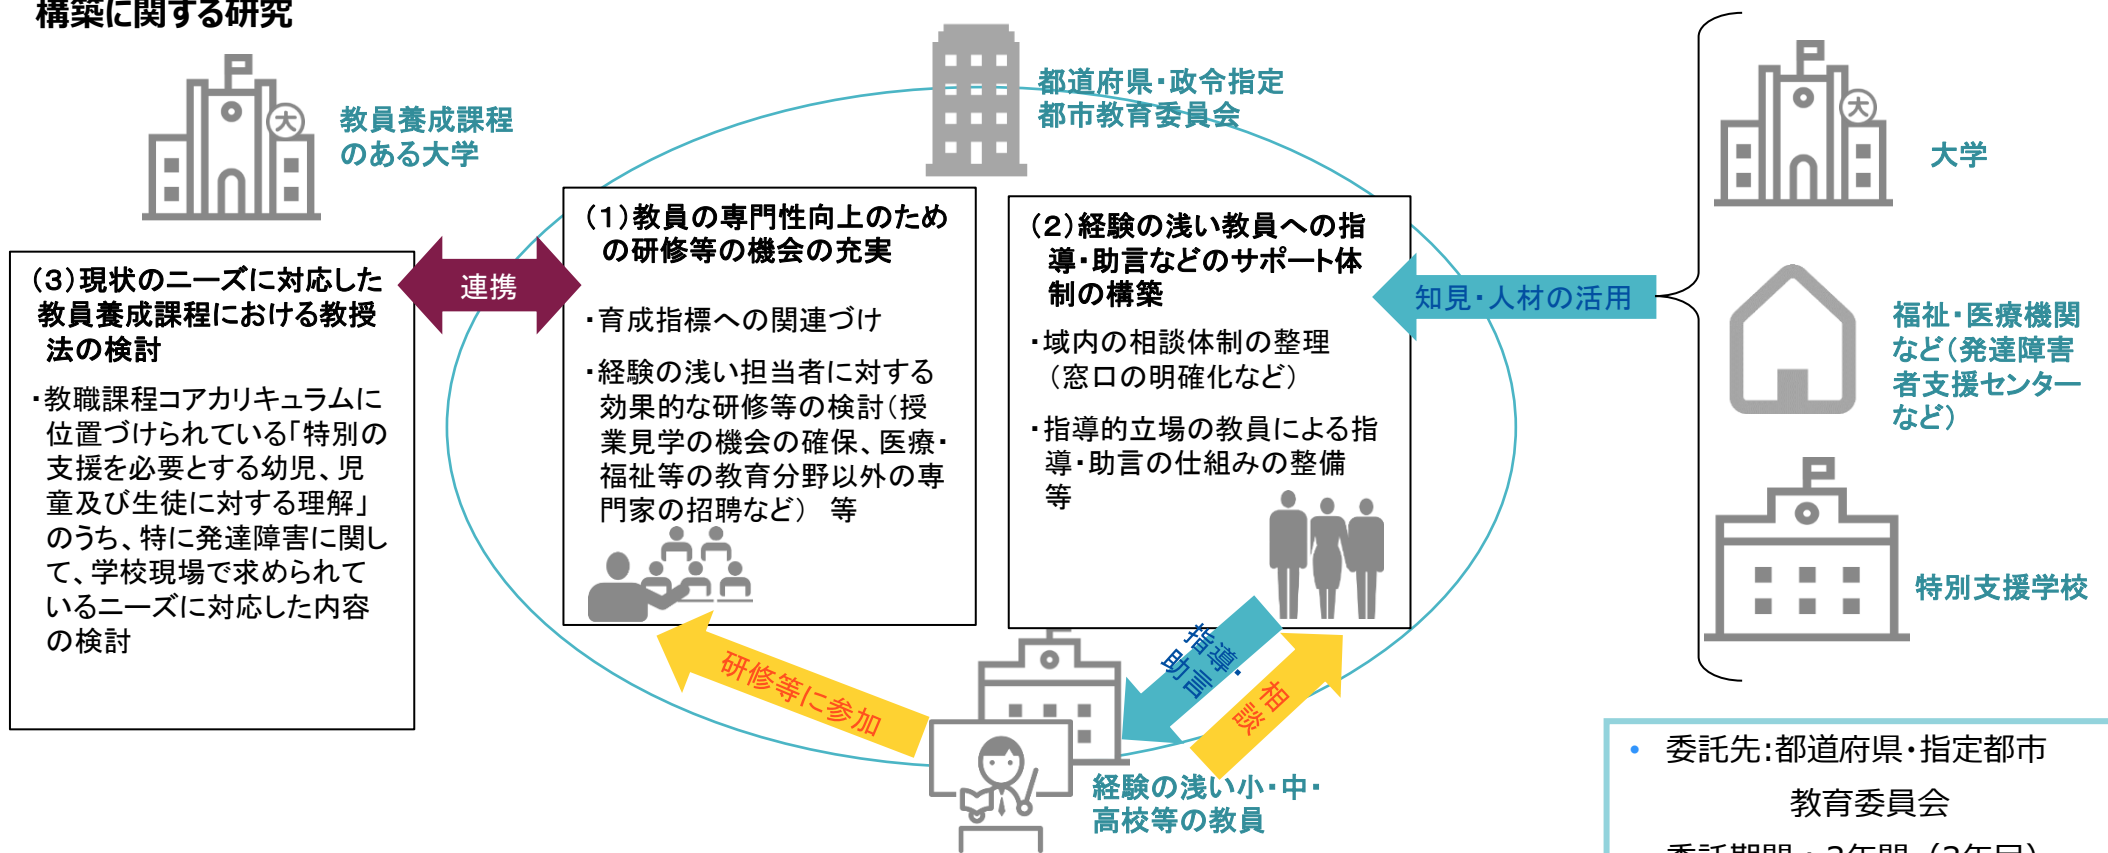 構築に関する研究
教員養成課程
のある大学
都道府県・政令指定
都市教育委員会
大
大
大学
(1)教員の専門性向上のため
の研修等の機会の充実
・育成指標への関連づけ
・経験の浅い担当者に対する
効果的な研修等の検討(授
業見学の機会の確保、医療・
福祉等の教育分野以外の専
門家の招聘など) 等
(2)経験の浅い教員への指
導・助言などのサポート体
制の構築
・域内の相談体制の整理
(窓口の明確化など)
・指導的立場の教員による指
導・助言の仕組みの整備
等
(3)現状のニーズに対応した
教員養成課程における教授
法の検討
・教職課程コアカリキュラムに
位置づけられている「特別の
支援を必要とする幼児、児
童及び生徒に対する理解」
のうち、特に発達障害に関し
て、学校現場で求められて
いるニーズに対応した内容
の検討
連携
知見・人材の活用
福祉・医療機関
など(発達障害
者支援センター
など)
特別支援学校
研修等に参加
指導・
助言
相
談
経験の浅い小・中・
高校等の教員
• 委託先:都道府県・指定都市
教育委員会